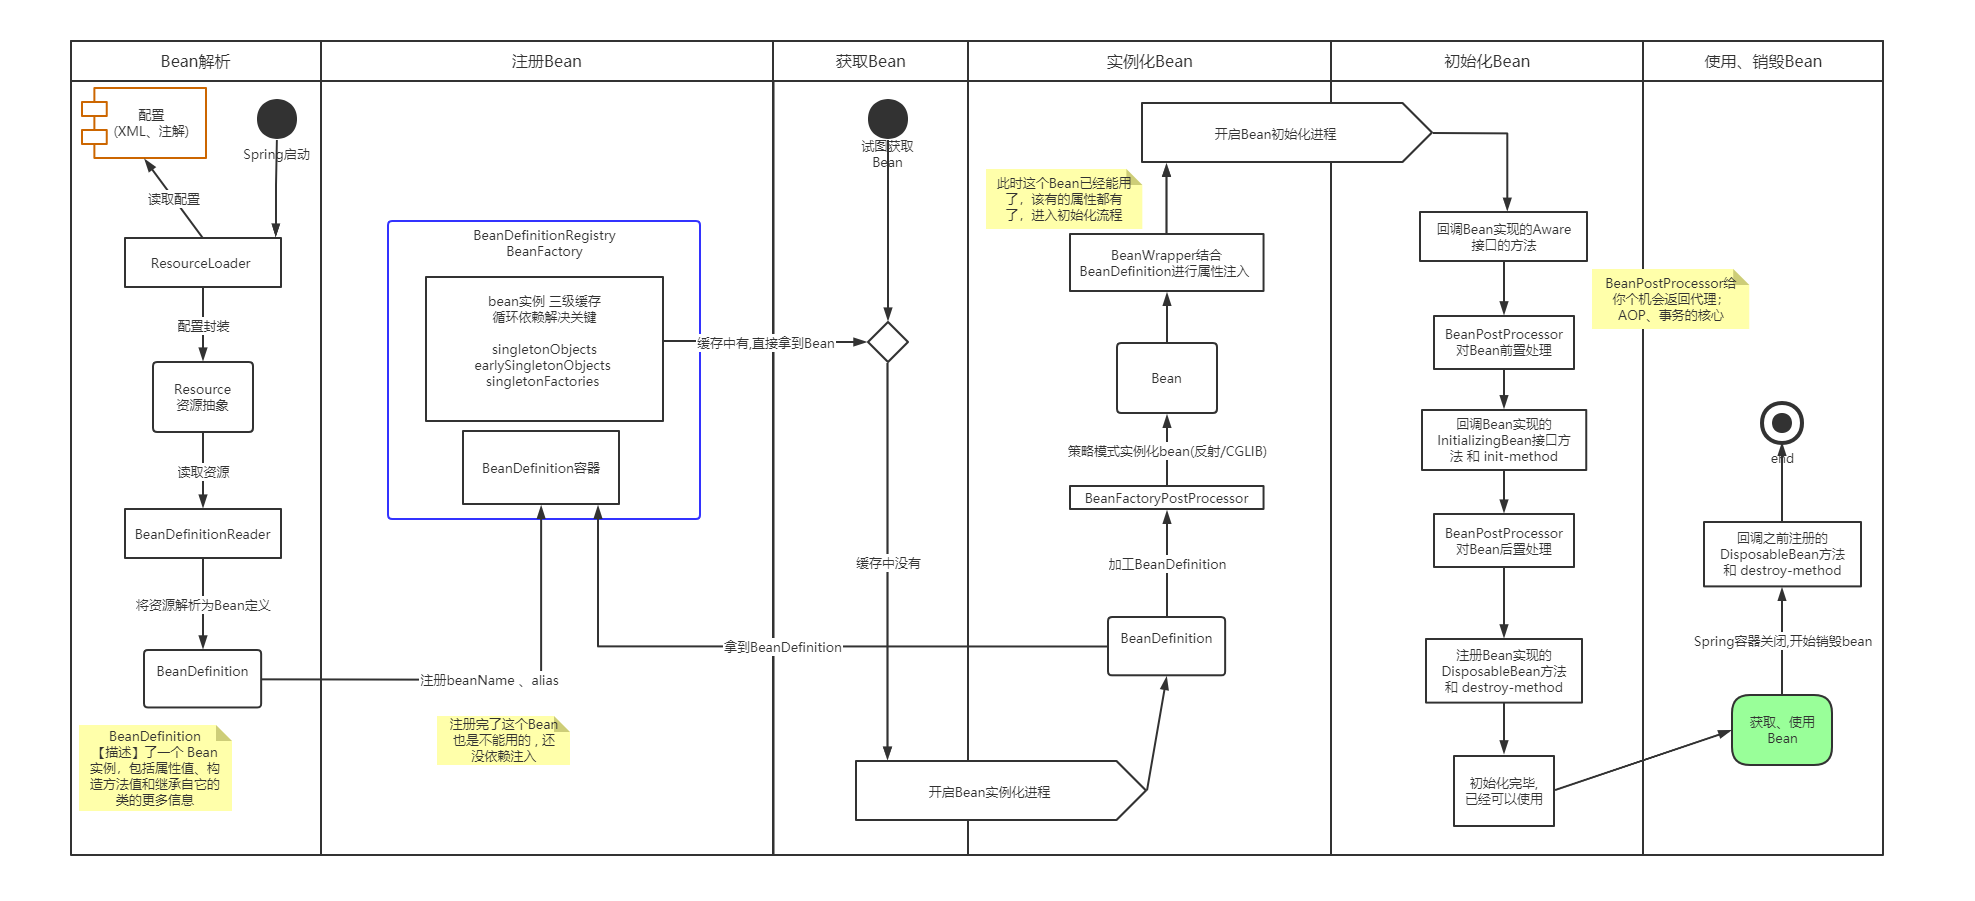 Bean解析
注册Bean
获取Bean
实例化Bean
初始化Bean
使用、销毁Bean
配置
(XML、注解)
Spring启动
读取配置
ResourceLoader
配置封装
Resource
资源抽象
读取资源
BeanDefinitionReader
将资源解析为Bean定义
BeanDefinition
BeanDefinition
【描述】了一个 Bean
实例，包括属性值、构
造方法值和继承自它的
类的更多信息
BeanDefinitionRegistry
BeanFactory
bean实例 三级缓存
循环依赖解决关键
singletonObjects
earlySingletonObjects
singletonFactories
BeanDefinition容器
注册beanName 、alias
注册完了这个Bean
也是不能用的 , 还
没依赖注入
试图获取
Bean
缓存中有,直接拿到Bean
缓存中没有
拿到BeanDefinition
开启Bean实例化进程
开启Bean初始化进程
此时这个Bean已经能用
了，该有的属性都有
了，进入初始化流程
BeanWrapper结合
BeanDefinition进行属性注入
Bean
策略模式实例化bean(反射/CGLIB)
BeanFactoryPostProcessor
加工BeanDefinition
BeanDefinition
回调Bean实现的Aware
接口的方法
BeanPostProcessor给
你个机会返回代理；
AOP、事务的核心
BeanPostProcessor
对Bean前置处理
回调Bean实现的
InitializingBean接口方
法 和 init-method
BeanPostProcessor
对Bean后置处理
注册Bean实现的
DisposableBean方法
和 destroy-method
初始化完毕,
已经可以使用
end
回调之前注册的
DisposableBean方法
和 destroy-method
Spring容器关闭,开始销毁bean
获取、使用
Bean